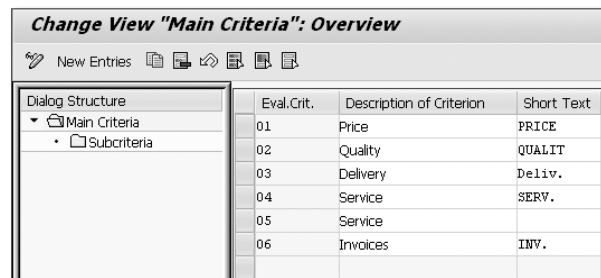 Change View "Main Criteria": Overview
New Entries
Dialog Structure
Main Criteria
Subcriteria
Eval.Crit. Description of Criterion Short Text
01 Price PRICE
02 Quality QUALIT
03 Delivery Deliv.
04 Service SERV.
05 Service
06 Invoices INV.